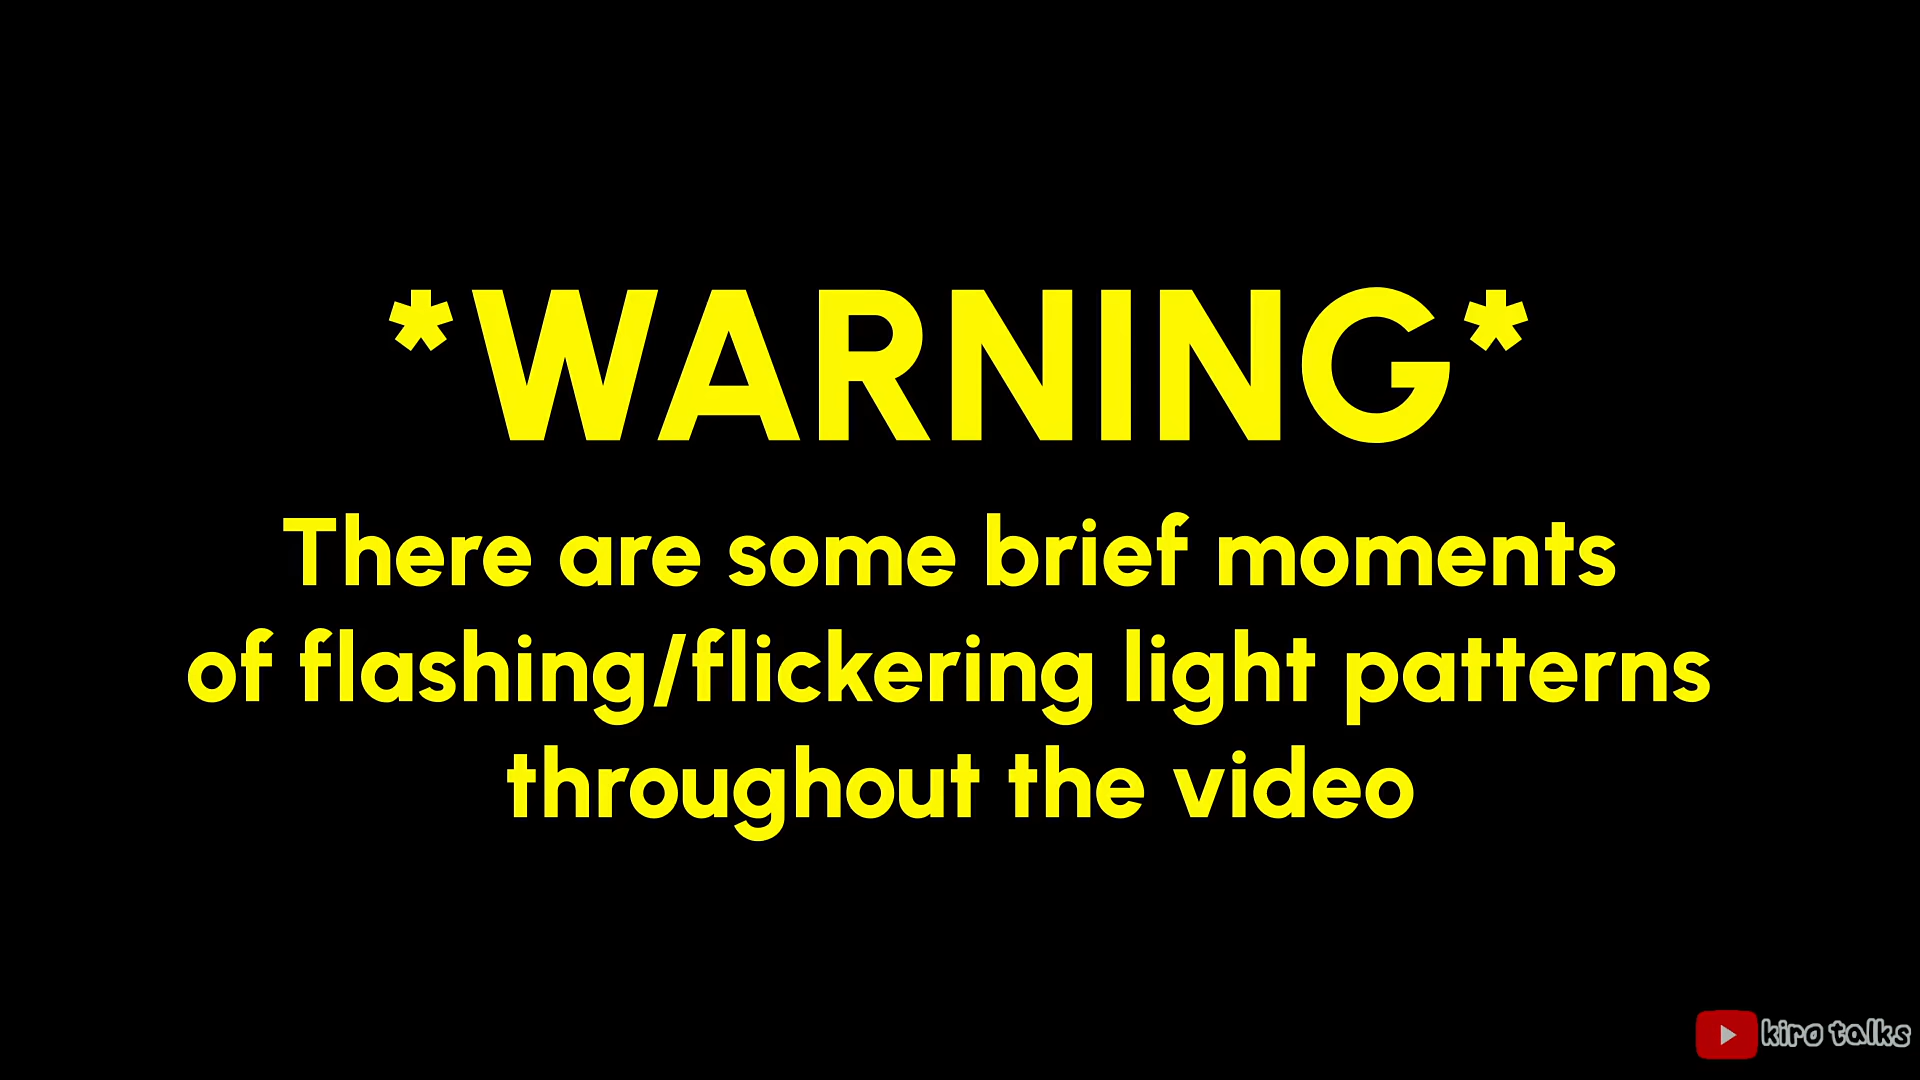 *WARNING*
There are some brief moments
of flashing/flickering light patterns
throughout the video
kiro talks